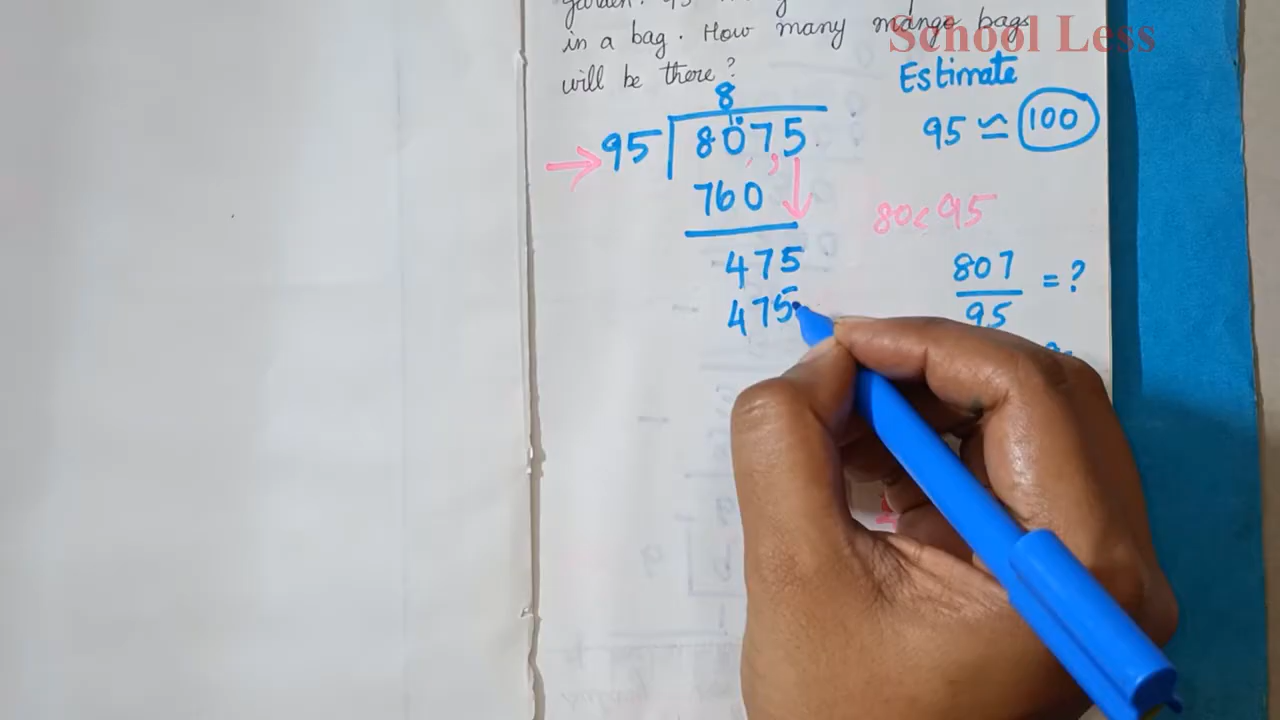 in a bag. How many mango bags
School Less
will be there?
Estimate
8
95 8075
95 ≃ 100
760
80 < 95
475
807/95 = ?
475